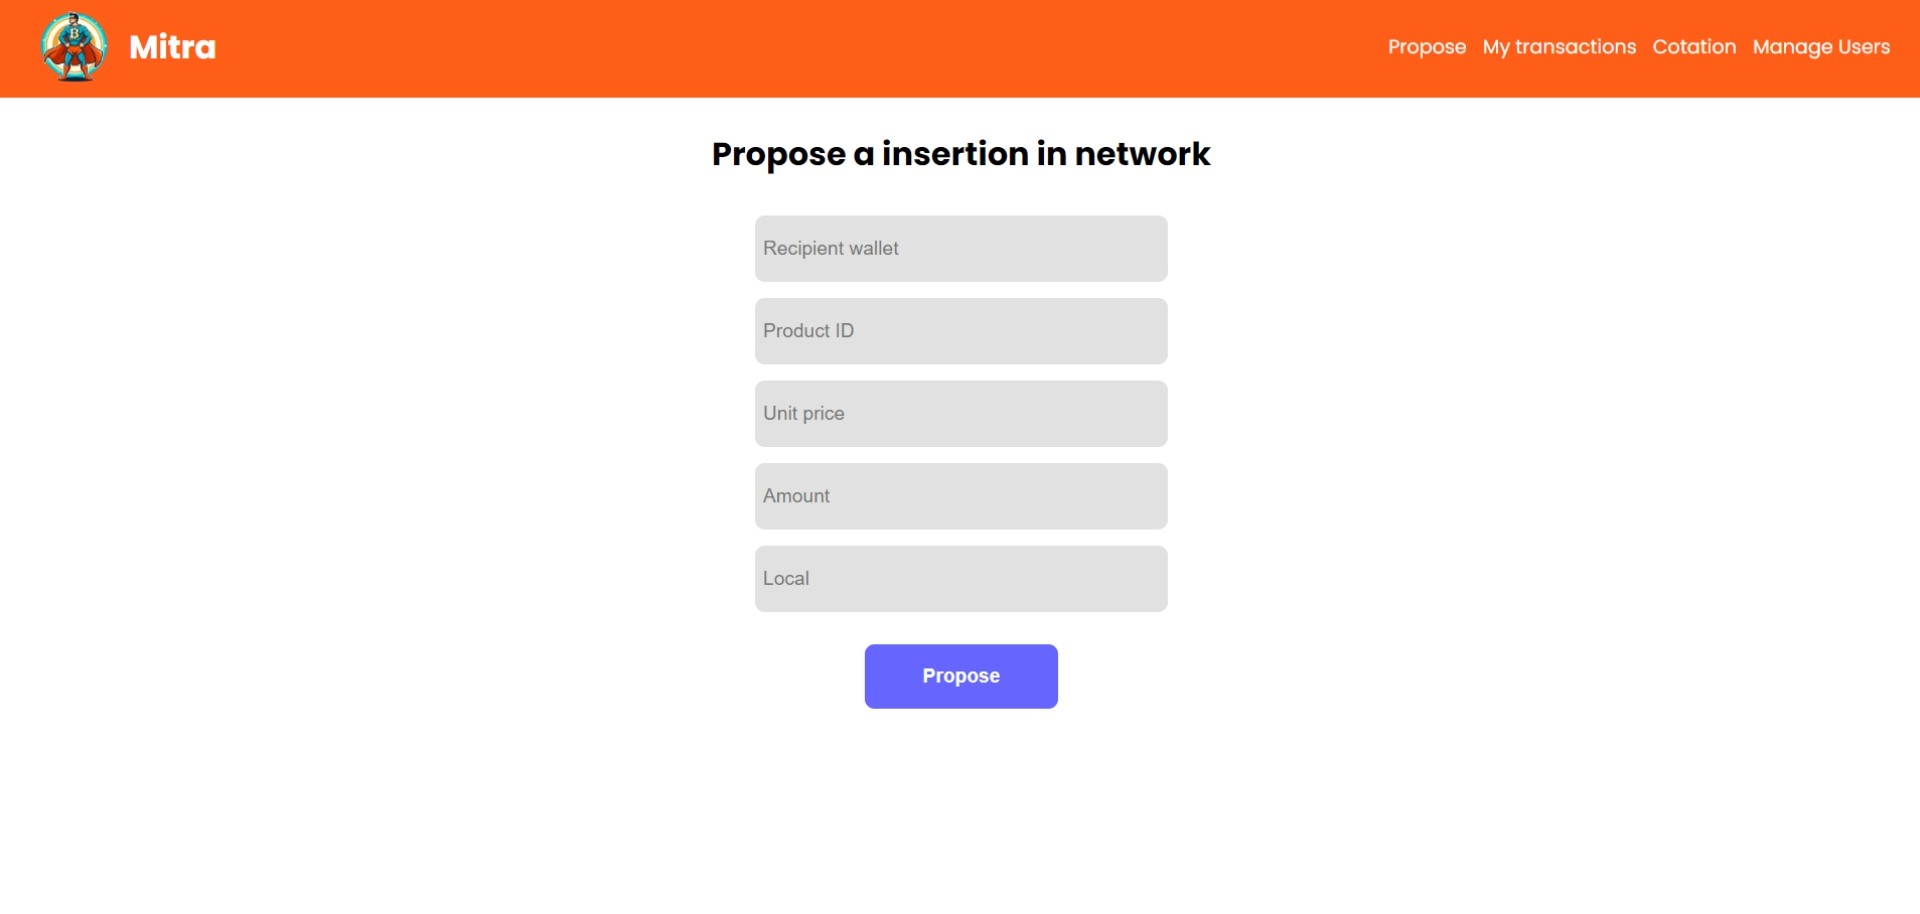 Mitra
Propose My transactions Cotation Manage Users
Propose a insertion in network
Recipient wallet
Product ID
Unit price
Amount
Local
Propose